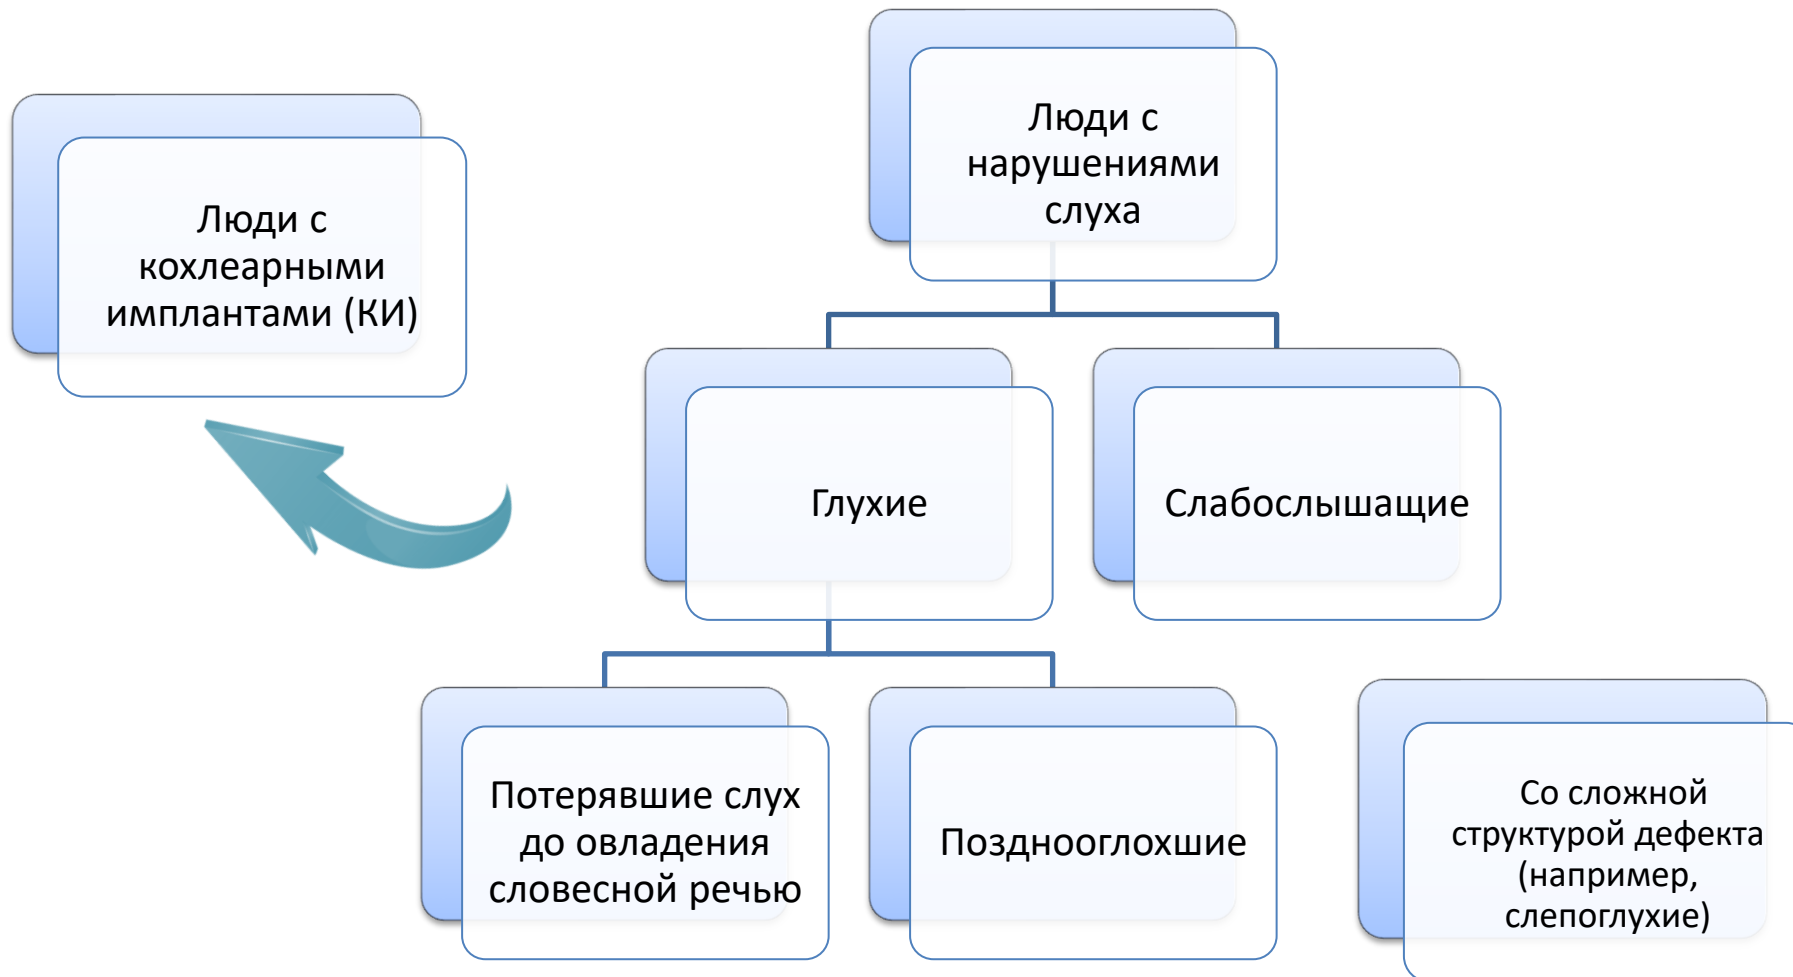 Люди с
нарушениями
слуха
Люди с
кохлеарными
имплантами (КИ)
Глухие
Слабослышащие
Потерявшие слух
до овладения
словесной речью
Позднооглохшие
Со сложной
структурой дефекта
(например,
слепоглухие)